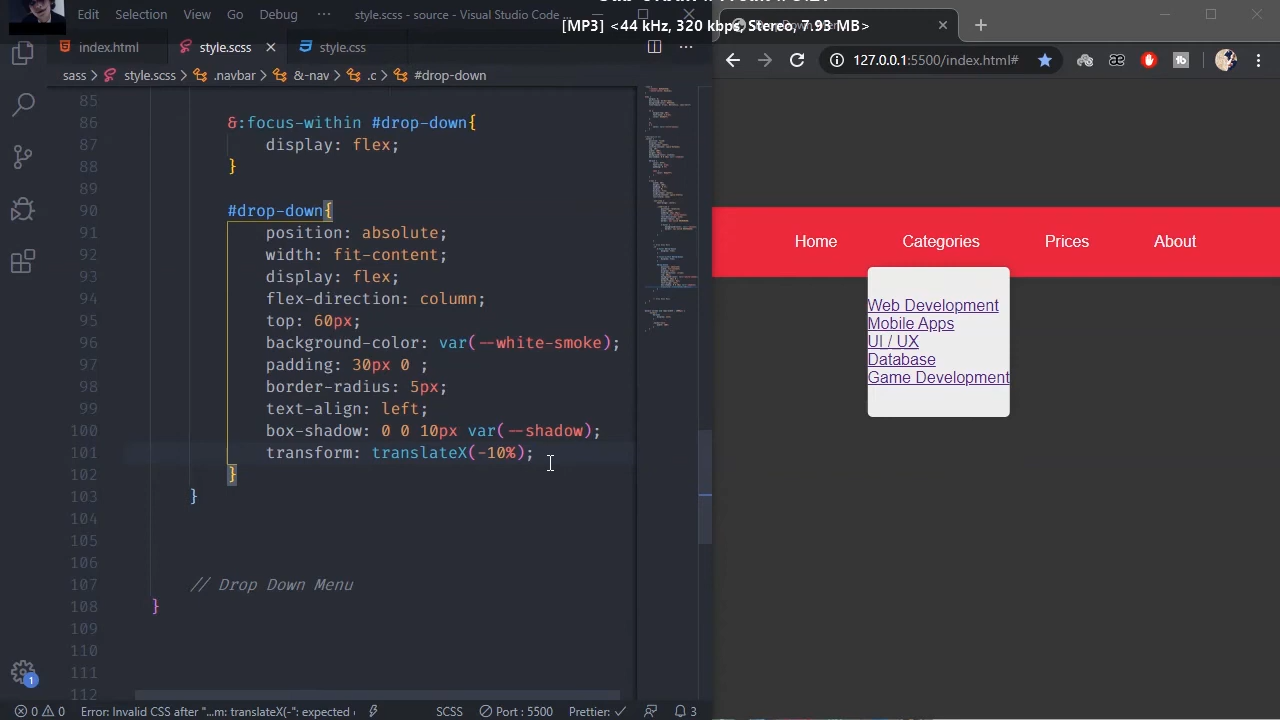 Edit Selection View Go Debug ··· style.scss - source - Visual Studio Code ...
[MP3] <44 kHz, 320 kbps, Stereo, 7.93 MB>
index.html style.scss style.css
sass > style.scss > .navbar > &-nav > .c > #drop-down
127.0.0.1:5500/index.html#
85
86 &:focus-within #drop-down{
87 display: flex;
88 }
89
90 #drop-down{
91 position: absolute;
92 width: fit-content;
93 display: flex;
94 flex-direction: column;
95 top: 60px;
96 background-color: var(--white-smoke);
97 padding: 30px 0 ;
98 border-radius: 5px;
99 text-align: left;
100 box-shadow: 0 0 10px var(--shadow);
101 transform: translateX(-10%);
102 }
103 }
104
105
106
107 // Drop Down Menu
108 }
109
110
111
112
Home Categories Prices About
Web Development
Mobile Apps
UI / UX
Database
Game Development
1
0 0 Error: Invalid CSS after "...m: translateX(-": expected SCSS Port : 5500 Prettier: ✓ 3